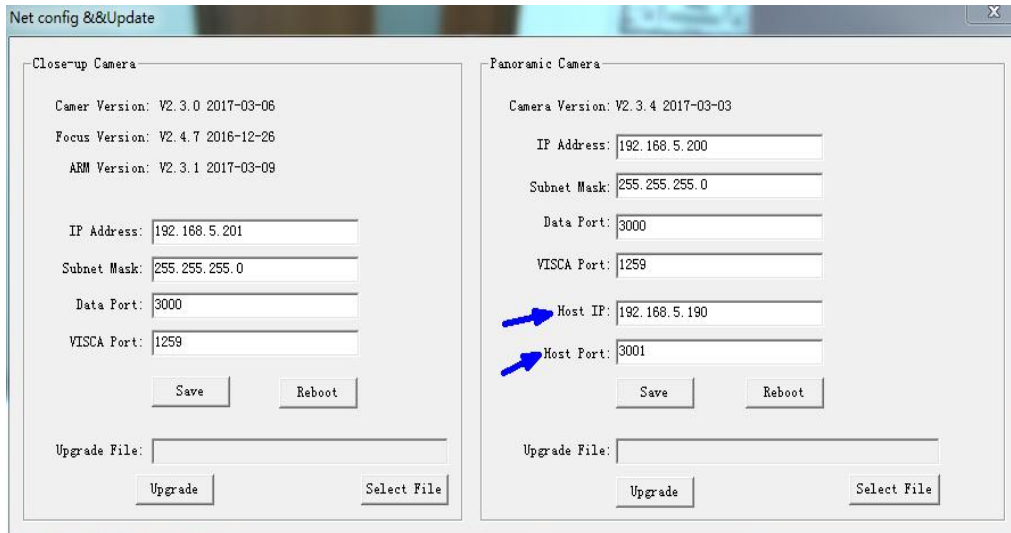 Net config &&Update
Close-up Camera
Camer Version: V2.3.0 2017-03-06
Focus Version: V2.4.7 2016-12-26
ARM Version: V2.3.1 2017-03-09
IP Address: 192.168.5.201
Subnet Mask: 255.255.255.0
Data Port: 3000
VISCA Port: 1259
Save Reboot
Upgrade File:
Upgrade Select File
Panoramic Camera
Camera Version: V2.3.4 2017-03-03
IP Address: 192.168.5.200
Subnet Mask: 255.255.255.0
Data Port: 3000
VISCA Port: 1259
Host IP: 192.168.5.190
Host Port: 3001
Save Reboot
Upgrade File:
Upgrade Select File